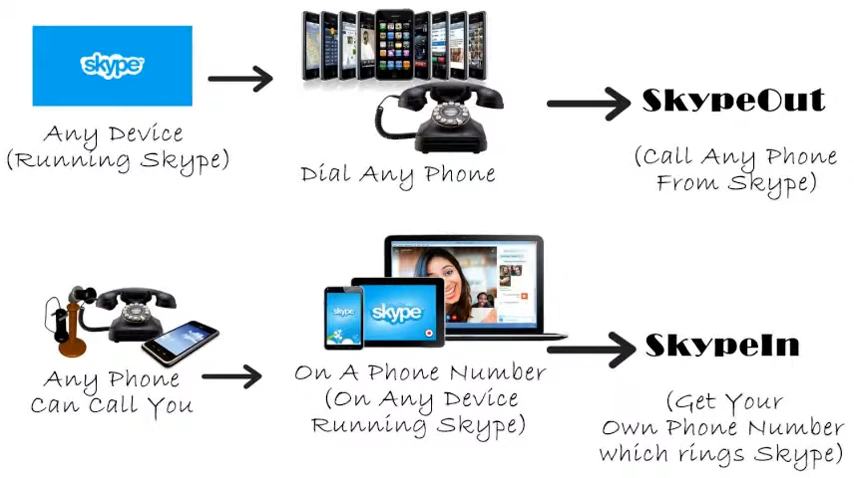 skype
Any Device
(Running Skype)
Dial Any Phone
SkypeOut
(Call Any Phone
From Skype)
Any Phone
Can Call You
skype
On A Phone Number
(On Any Device
Running Skype)
SkypeIn
(Get Your
Own Phone Number
which rings Skype)